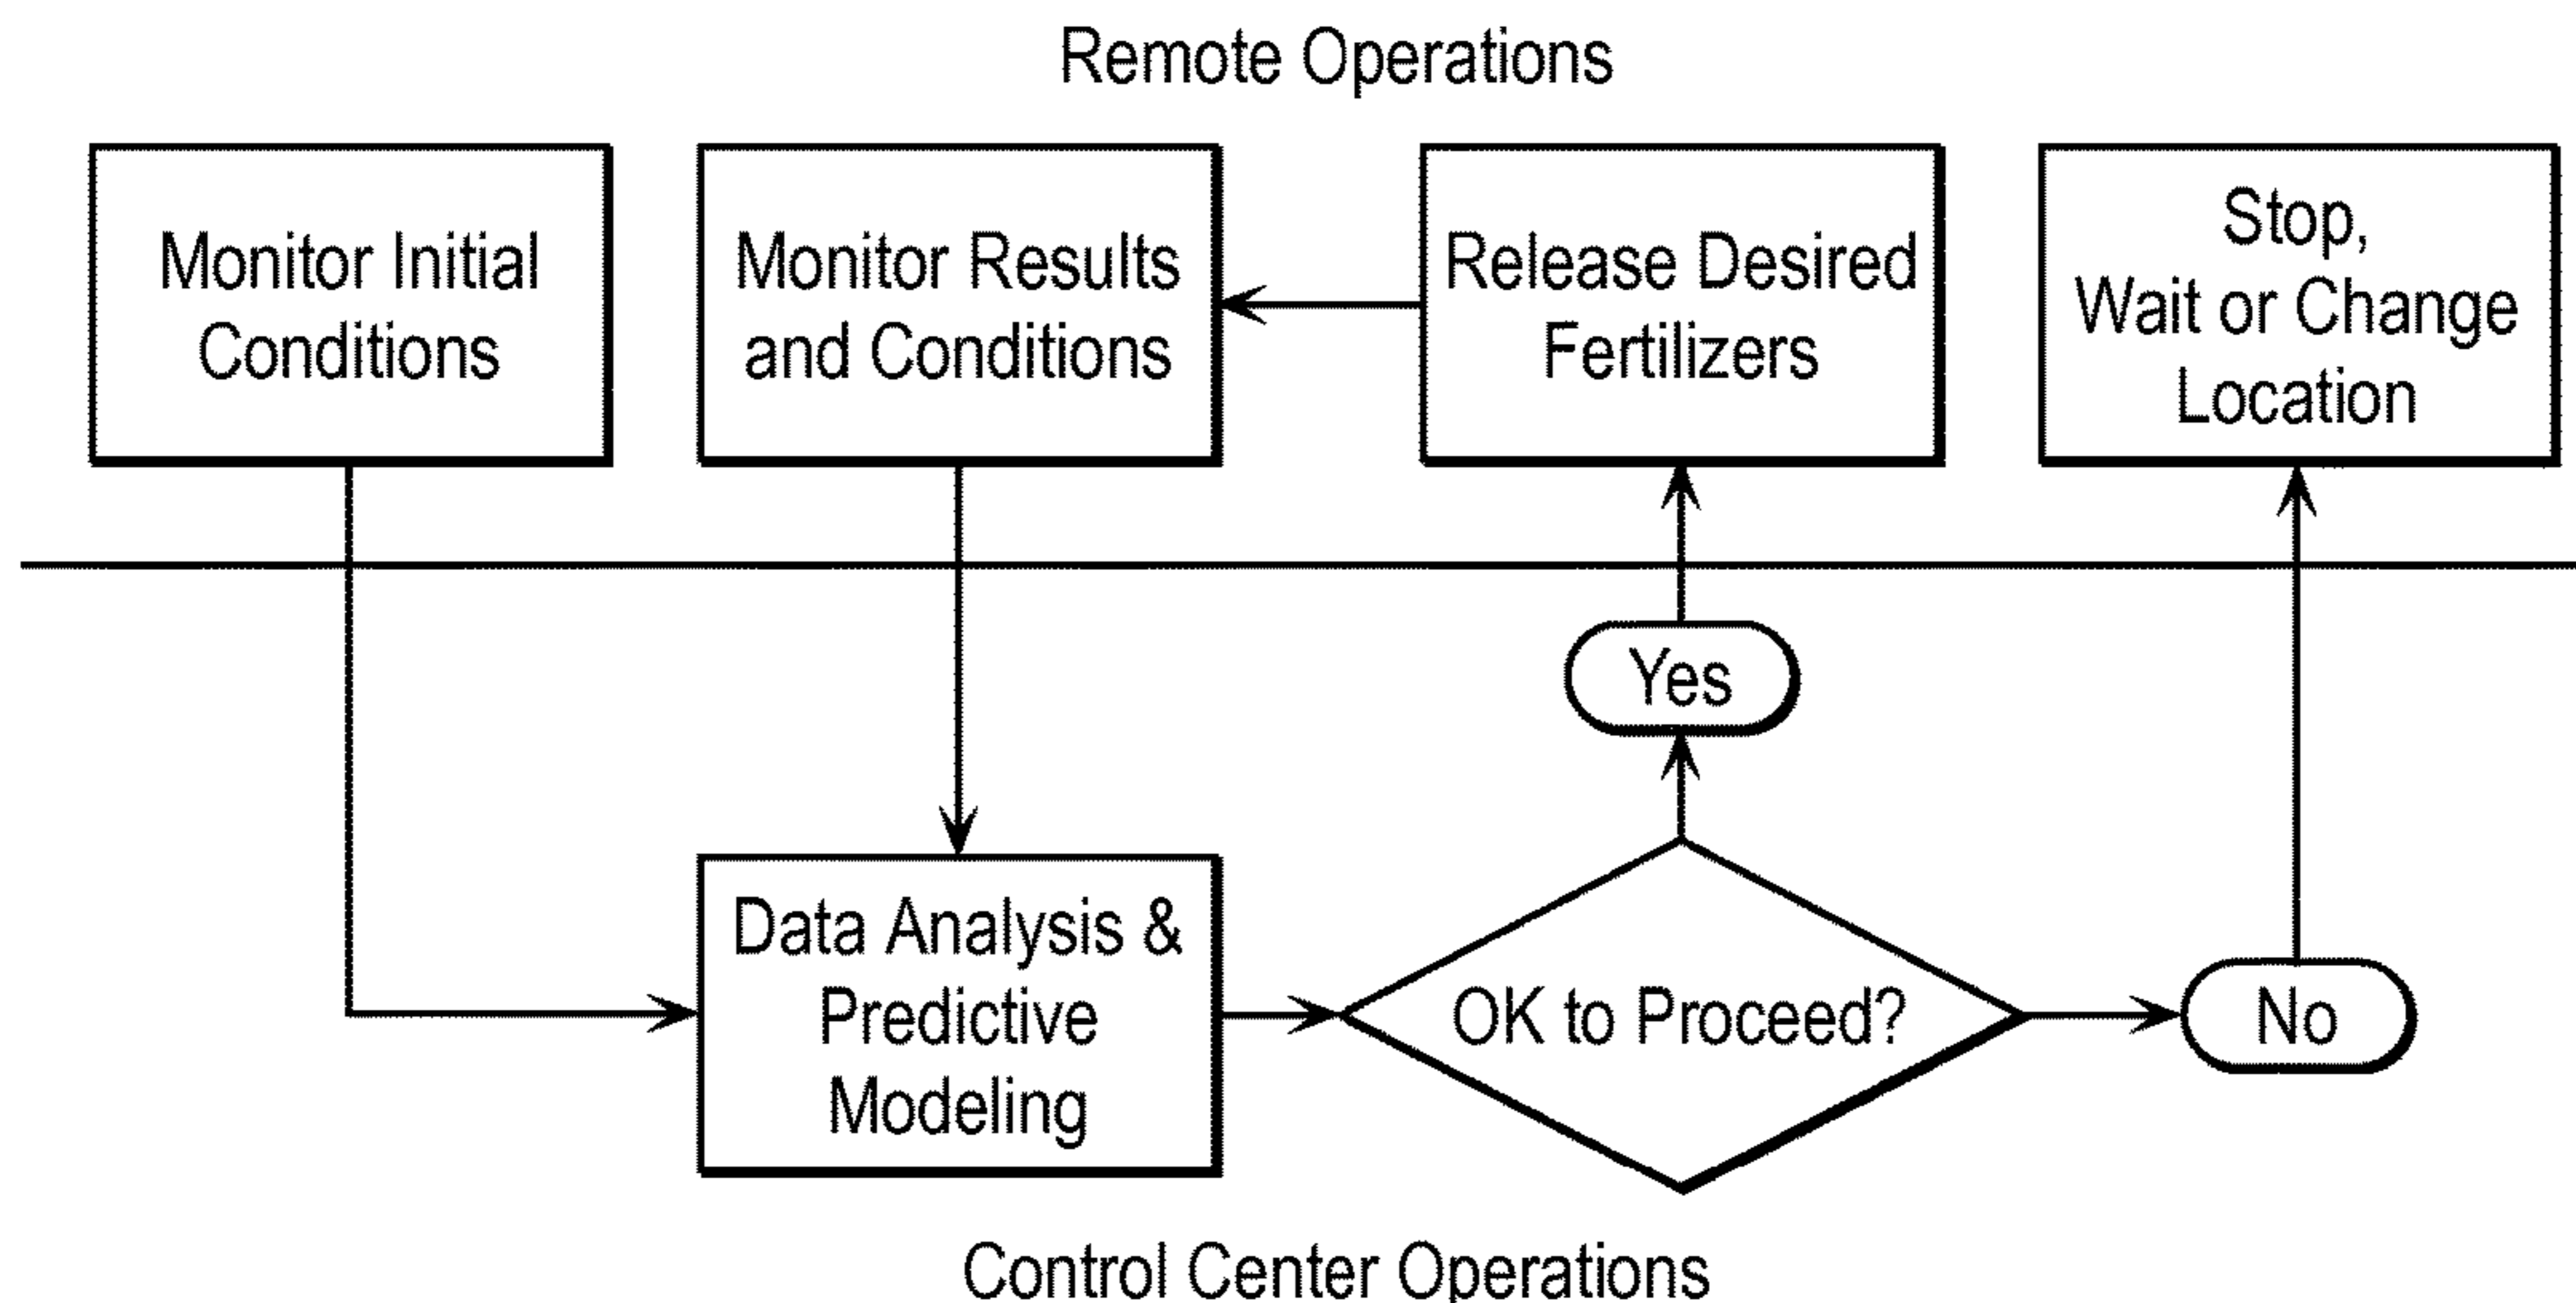 Remote Operations
Monitor Initial
Conditions
Monitor Results
and Conditions
Release Desired
Fertilizers
Stop,
Wait or Change
Location
Yes
Data Analysis &
Predictive
Modeling
OK to Proceed?
No
Control Center Operations